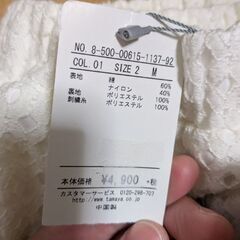 NO. 8-500-00615-1137-92
COL. 01 SIZE 2 M
表地 綿 60%
ナイロン 40%
裏地 ポリエステル 100%
刺繍糸 ポリエステル 100%
本体価格 ¥4,900 +税
カスタマーサービス 0120-298-707
http://www.tumaya.co.jp
中国製